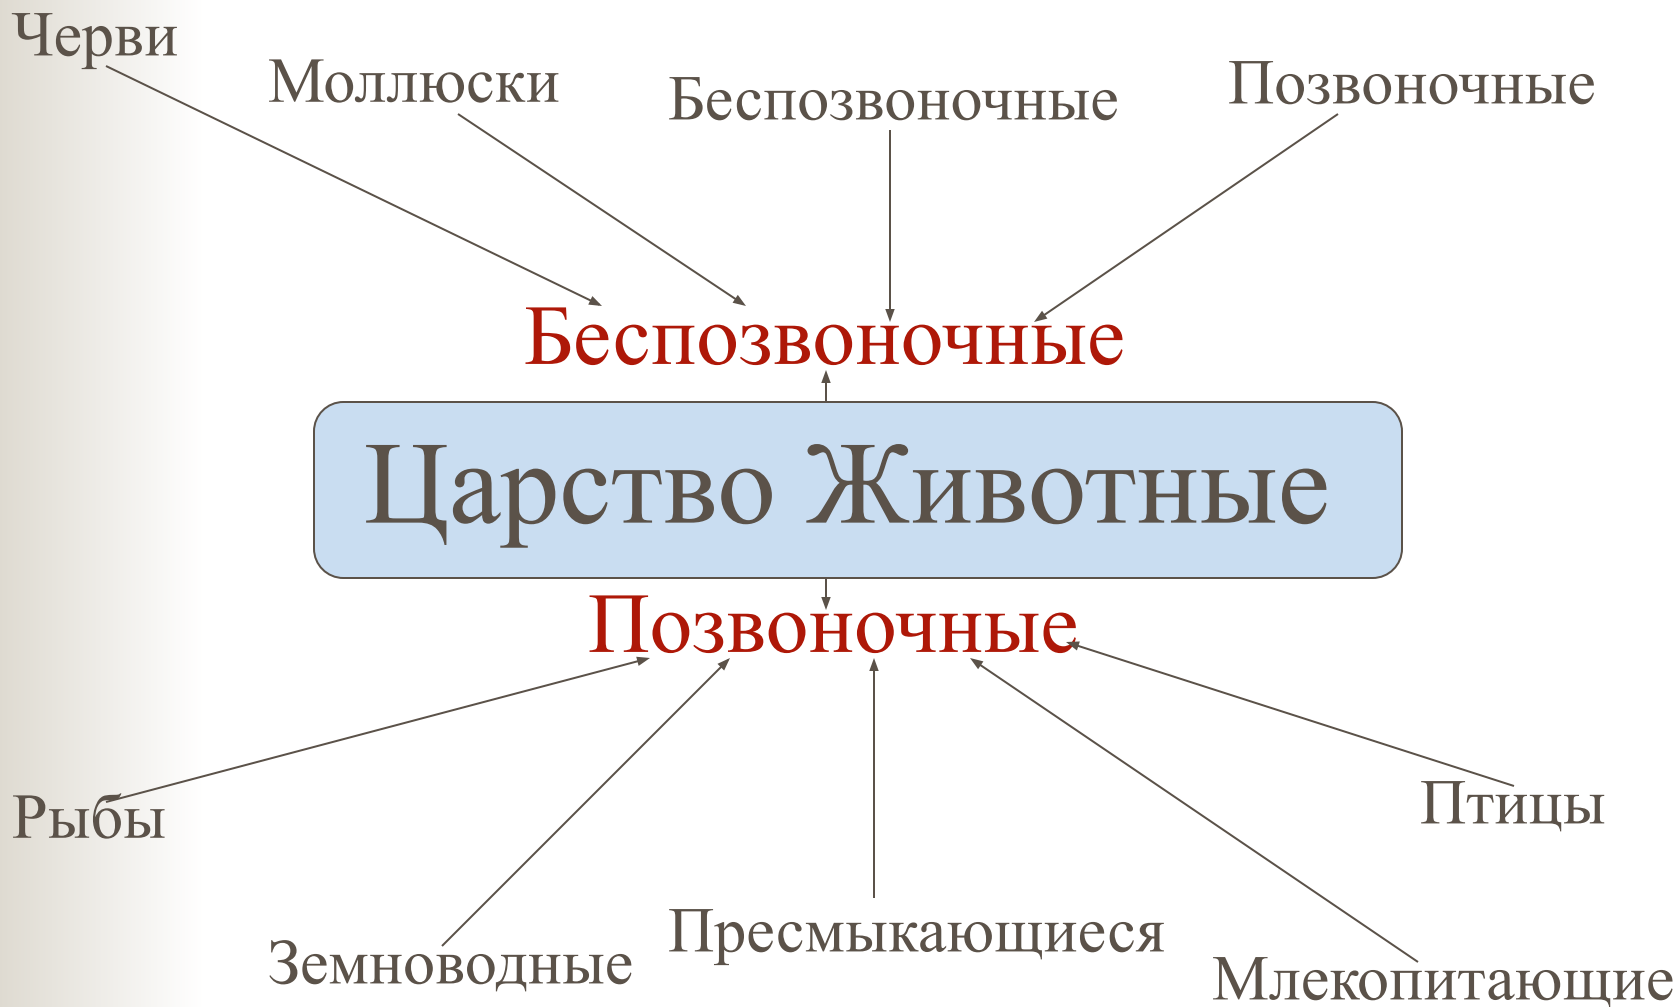 Черви
Моллюски
Беспозвоночные
Позвоночные
Беспозвоночные
Царство Животные
Позвоночные
Рыбы
Птицы
Земноводные
Пресмыкающиеся
Млекопитающие